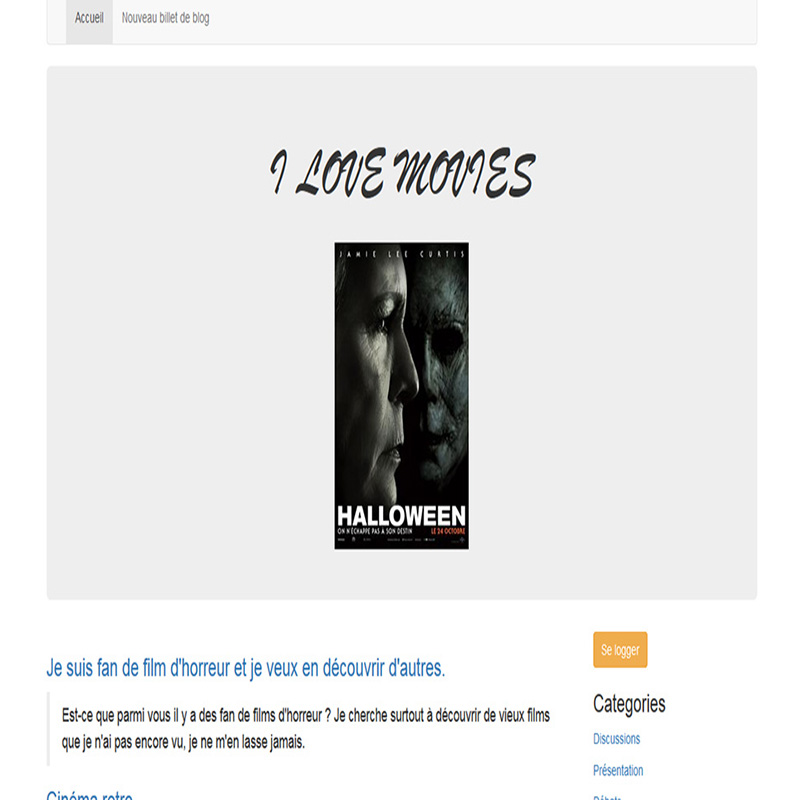 Accueil Nouveau billet de blog
I LOVE MOVIES
JAMIE LEE CURTIS
HALLOWEEN
ON N'ÉCHAPPE PAS A SON DESTIN LE 24 OCTOBRE
Se logger
Je suis fan de film d'horreur et je veux en découvrir d'autres.
Est-ce que parmi vous il y a des fan de films d'horreur ? Je cherche surtout à découvrir de vieux films
que je n'ai pas encore vu, je ne m'en lasse jamais.
Cinéma retro
Categories
Discussions
Présentation
Débats